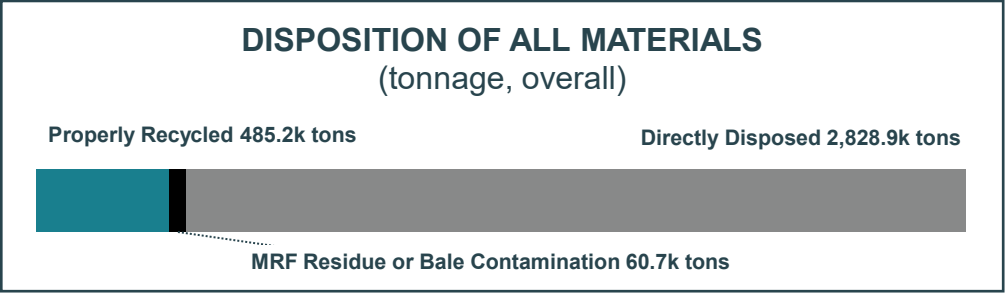 DISPOSITION OF ALL MATERIALS
(tonnage, overall)
Properly Recycled 485.2k tons
Directly Disposed 2,828.9k tons
MRF Residue or Bale Contamination 60.7k tons